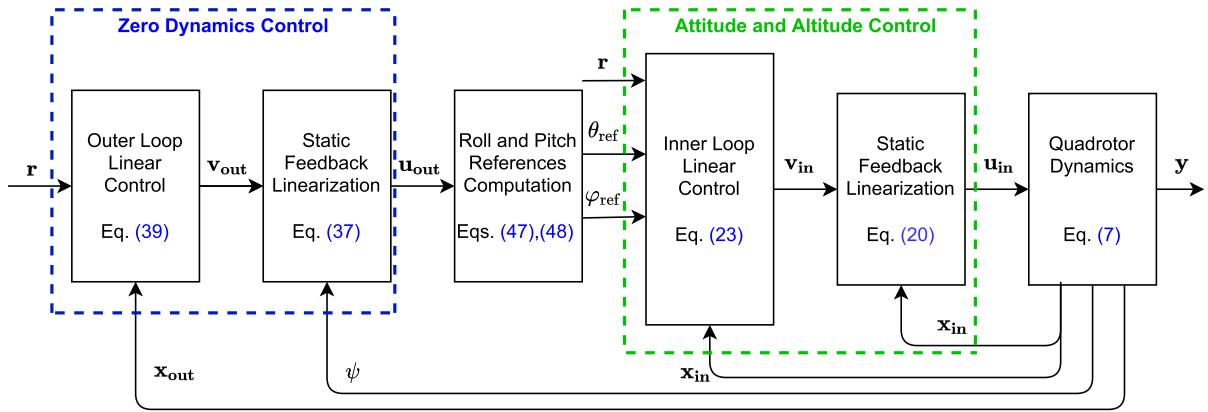 Zero Dynamics Control
Attitude and Altitude Control
r
Outer Loop
Linear
Control
Eq. (39)
v_out
Static
Feedback
Linearization
Eq. (37)
u_out
Roll and Pitch
References
Computation
Eqs. (47),(48)
r
θ_ref
φ_ref
Inner Loop
Linear
Control
Eq. (23)
v_in
Static
Feedback
Linearization
Eq. (20)
u_in
Quadrotor
Dynamics
Eq. (7)
y
x_in
x_in
ψ
x_out